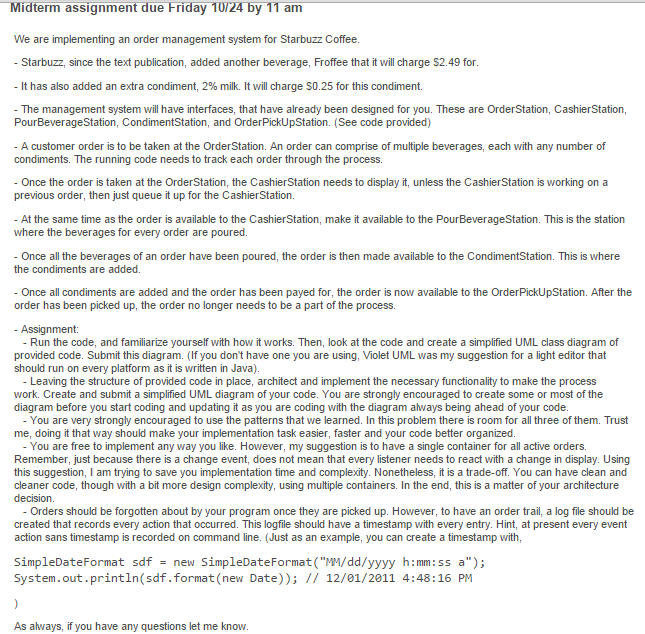 Midterm assignment due Friday 10/24 by 11 am
We are implementing an order management system for Starbuzz Coffee.
- Starbuzz, since the text publication, added another beverage, Froffee that it will charge $2.49 for.
- It has also added an extra condiment, 2% milk. It will charge $0.25 for this condiment.
- The management system will have interfaces, that have already been designed for you. These are OrderStation, CashierStation,
PourBeverageStation, CondimentStation, and OrderPickUpStation. (See code provided)
- A customer order is to be taken at the OrderStation. An order can comprise of multiple beverages, each with any number of
condiments. The running code needs to track each order through the process.
- Once the order is taken at the OrderStation, the CashierStation needs to display it, unless the CashierStation is working on a
previous order, then just queue it up for the CashierStation.
- At the same time as the order is available to the CashierStation, make it available to the PourBeverageStation. This is the station
where the beverages for every order are poured.
- Once all the beverages of an order have been poured, the order is then made available to the CondimentStation. This is where
the condiments are added.
- Once all condiments are added and the order has been payed for, the order is now available to the OrderPickUpStation. After the
order has been picked up, the order no longer needs to be a part of the process.
- Assignment:
- Run the code, and familiarize yourself with how it works. Then, look at the code and create a simplified UML class diagram of
provided code. Submit this diagram. (If you don't have one you are using, Violet UML was my suggestion for a light editor that
should run on every platform as it is written in Java).
- Leaving the structure of provided code in place, architect and implement the necessary functionality to make the process
work. Create and submit a simplified UML diagram of your code. You are strongly encouraged to create some or most of the
diagram before you start coding and updating it as you are coding with the diagram always being ahead of your code.
- You are very strongly encouraged to use the patterns that we learned. In this problem there is room for all three of them. Trust
me, doing it that way should make your implementation task easier, faster and your code better organized.
- You are free to implement any way you like. However, my suggestion is to have a single container for all active orders.
Remember, just because there is a change event, does not mean that every listener needs to react with a change in display. Using
this suggestion, I am trying to save you implementation time and complexity. Nonetheless, it is a trade-off. You can have clean and
cleaner code, though with a bit more design complexity, using multiple containers. In the end, this is a matter of your architecture
decision.
- Orders should be forgotten about by your program once they are picked up. However, to have an order trail, a log file should be
created that records every action that occurred. This logfile should have a timestamp with every entry. Hint, at present every event
action sans timestamp is recorded on command line. (Just as an example, you can create a timestamp with,
SimpleDateFormat sdf = new SimpleDateFormat("MM/dd/yyyy h:mm:ss a");
System.out.println(sdf.format(new Date)); // 12/01/2011 4:48:16 PM
)
As always, if you have any questions let me know.